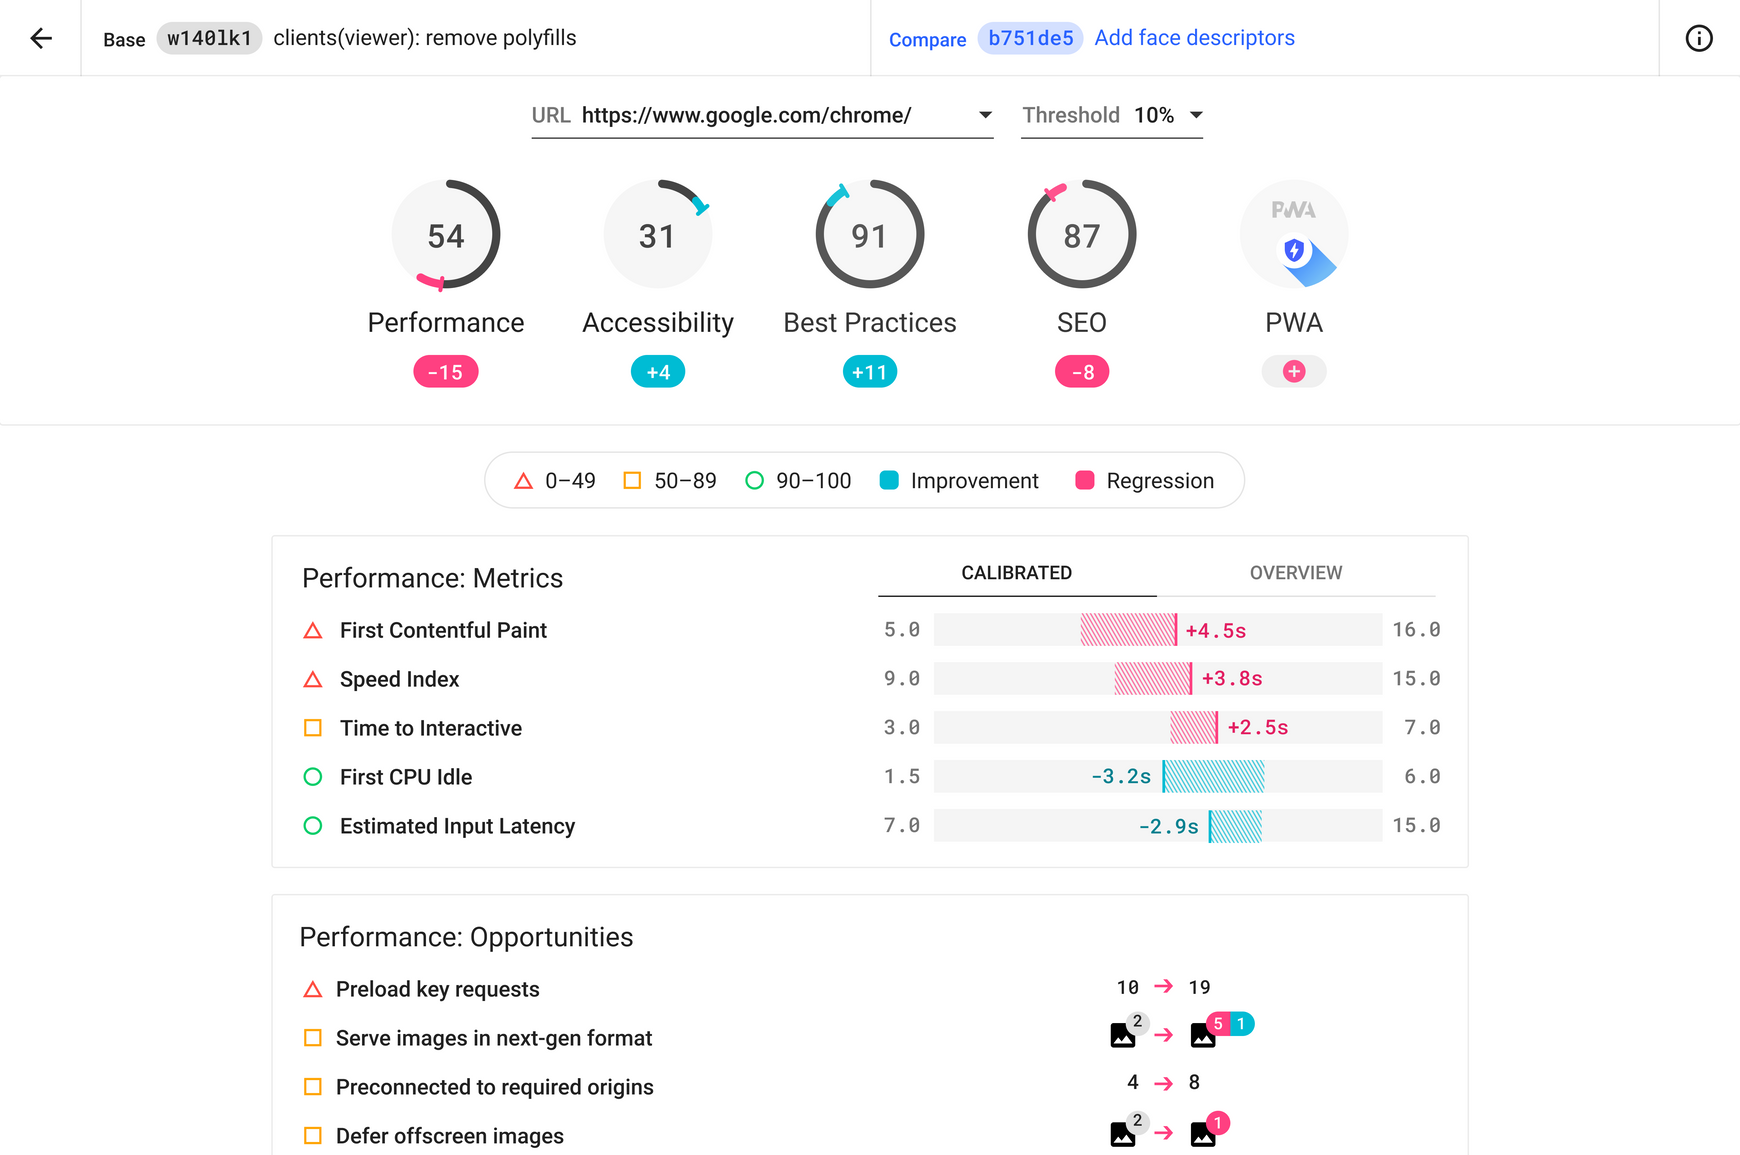 Base w140lk1 clients(viewer): remove polyfills
Compare b751de5 Add face descriptors
URL https://www.google.com/chrome/ Threshold 10%
54 31 91 87 PWA
Performance Accessibility Best Practices SEO PWA
-15 +4 +11 -8 +
0–49 50–89 90–100 Improvement Regression
Performance: Metrics CALIBRATED OVERVIEW
First Contentful Paint 5.0 +4.5s 16.0
Speed Index 9.0 +3.8s 15.0
Time to Interactive 3.0 +2.5s 7.0
First CPU Idle 1.5 -3.2s 6.0
Estimated Input Latency 7.0 -2.9s 15.0
Performance: Opportunities
Preload key requests 10 → 19
Serve images in next-gen format 2 → 5 1
Preconnected to required origins 4 → 8
Defer offscreen images 2 → 1